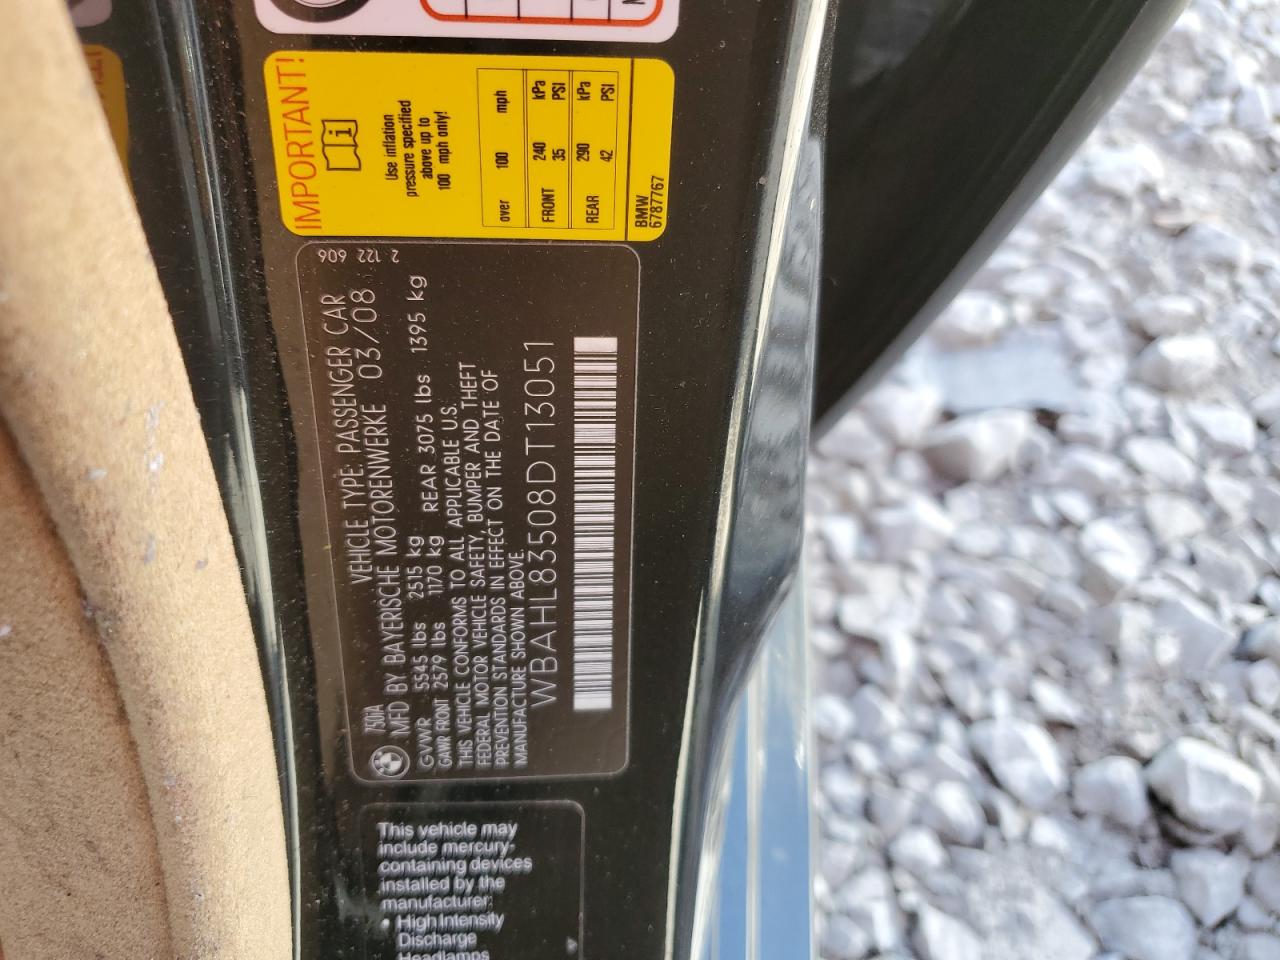 IMPORTANT!
Use inflation
pressure specified
above up to
100 mph only!
over 100 mph
FRONT 240 kPa
35 PSI
REAR 290 kPa
42 PSI
BMW
6787767
2 122 606
750IA VEHICLE TYPE: PASSENGER CAR
MFD BY BAYERISCHE MOTORENWERKE 03/08
GVWR 5545 lbs 2515 kg
GAWR FRONT 2579 lbs 1170 kg REAR 3075 lbs 1395 kg
THIS VEHICLE CONFORMS TO ALL APPLICABLE U.S.
FEDERAL MOTOR VEHICLE SAFETY, BUMPER AND THEFT
PREVENTION STANDARDS IN EFFECT ON THE DATE OF
MANUFACTURE SHOWN ABOVE.
WBAHL83508DT13051
This vehicle may
include mercury-
containing devices
installed by the
manufacturer:
• High Intensity
Discharge
Headlamps